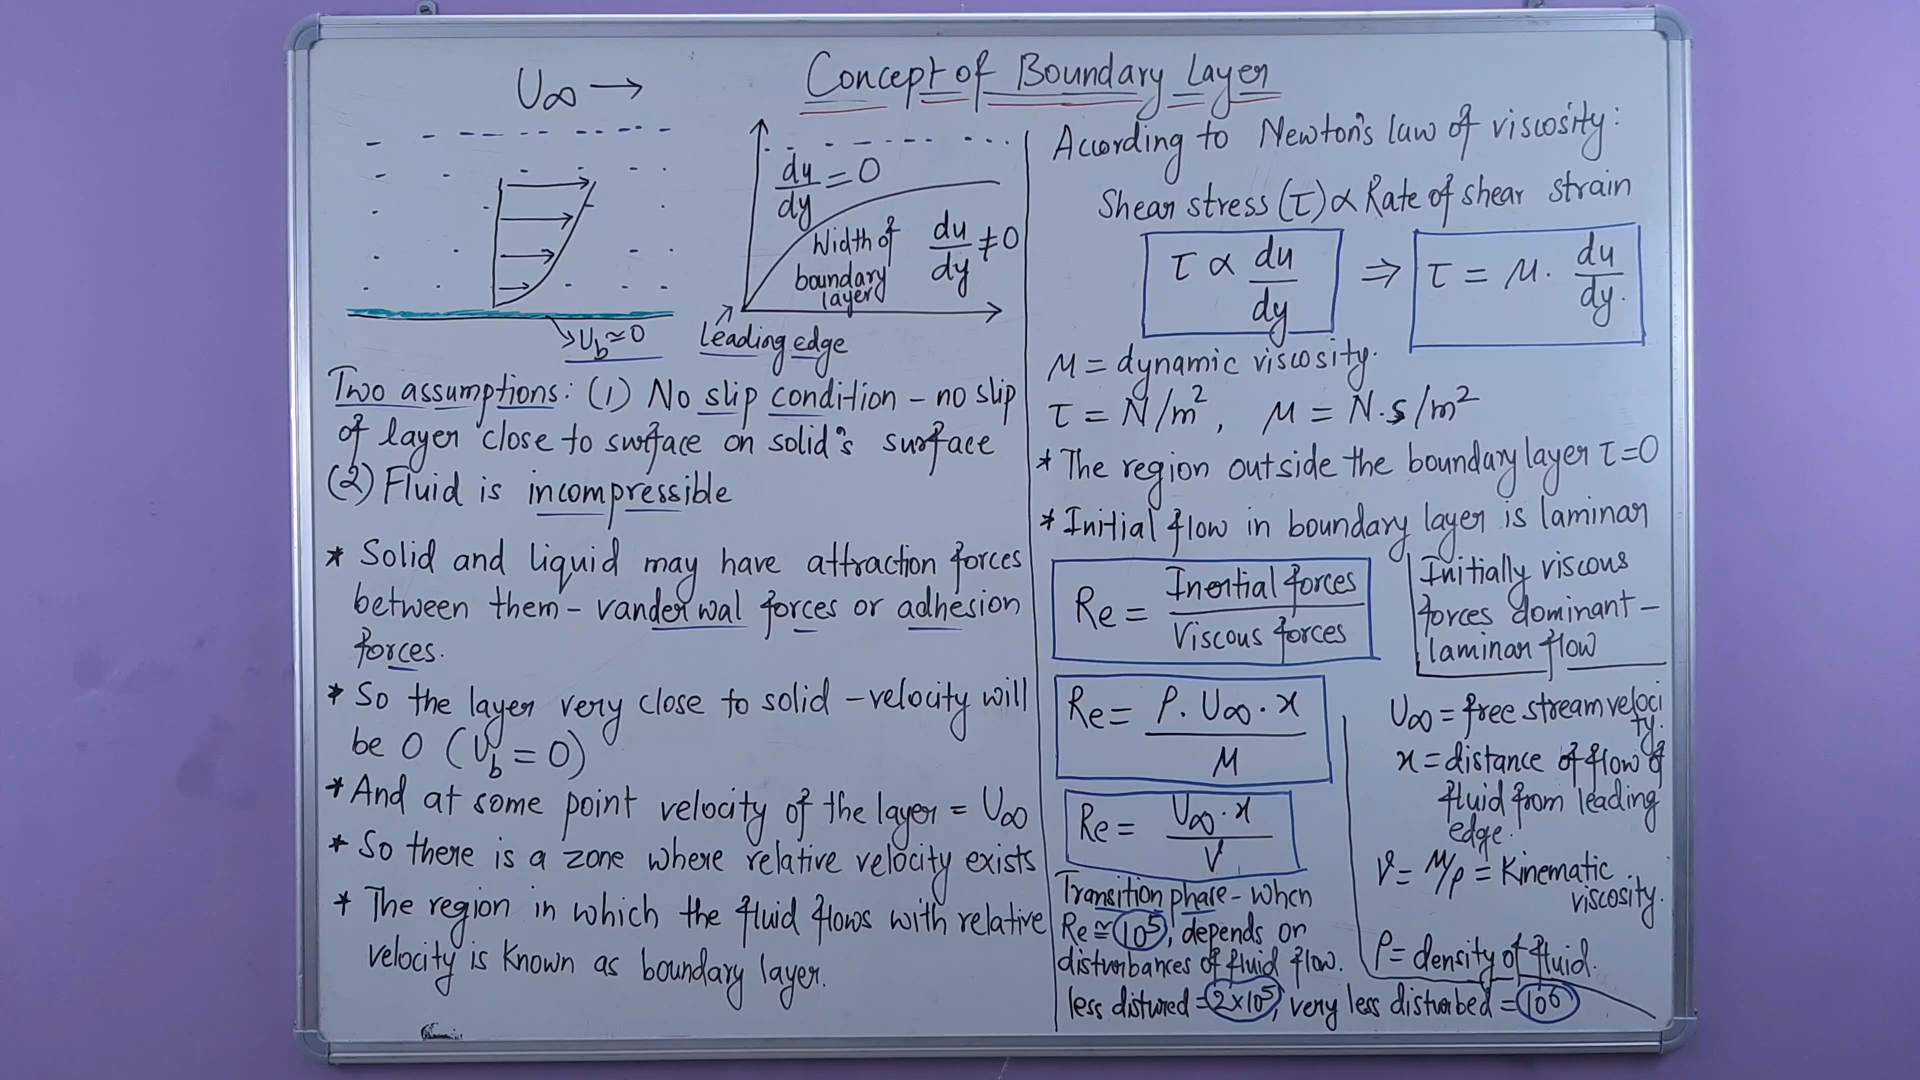 Concept of Boundary Layer
U∞ →
U_b ≈ 0
du/dy = 0
Width of
boundary
layer
du/dy ≠ 0
Leading edge
Two assumptions: (1) No slip condition – no slip
of layer close to surface on solid's surface
(2) Fluid is incompressible
* Solid and liquid may have attraction forces
between them – vander wal forces or adhesion
forces.
* So the layer very close to solid – velocity will
be 0 (U_b = 0)
* And at some point velocity of the layer = U∞
* So there is a zone where relative velocity exists
* The region in which the fluid flows with relative
velocity is known as boundary layer.
According to Newton's law of viscosity:
Shear stress (τ) ∝ Rate of shear strain
τ ∝ du/dy ⇒ τ = μ. du/dy.
μ = dynamic viscosity.
τ = N/m², μ = N.s/m²
* The region outside the boundary layer τ=0
* Initial flow in boundary layer is laminar
Re = Inertial forces / Viscous forces
Initially viscous
forces dominant –
laminar flow
Re = ρ. U∞ . x / μ
Re = U∞ . x / ν
U∞ = free stream veloci
ty.
x = distance of flow of
fluid from leading
edge.
ν = μ/ρ = Kinematic
viscosity.
ρ = density of fluid.
Transition phase – when
Re ≃ 10⁵, depends on
disturbances of fluid flow.
less distured = 2×10⁵, very less disturbed = 10⁶